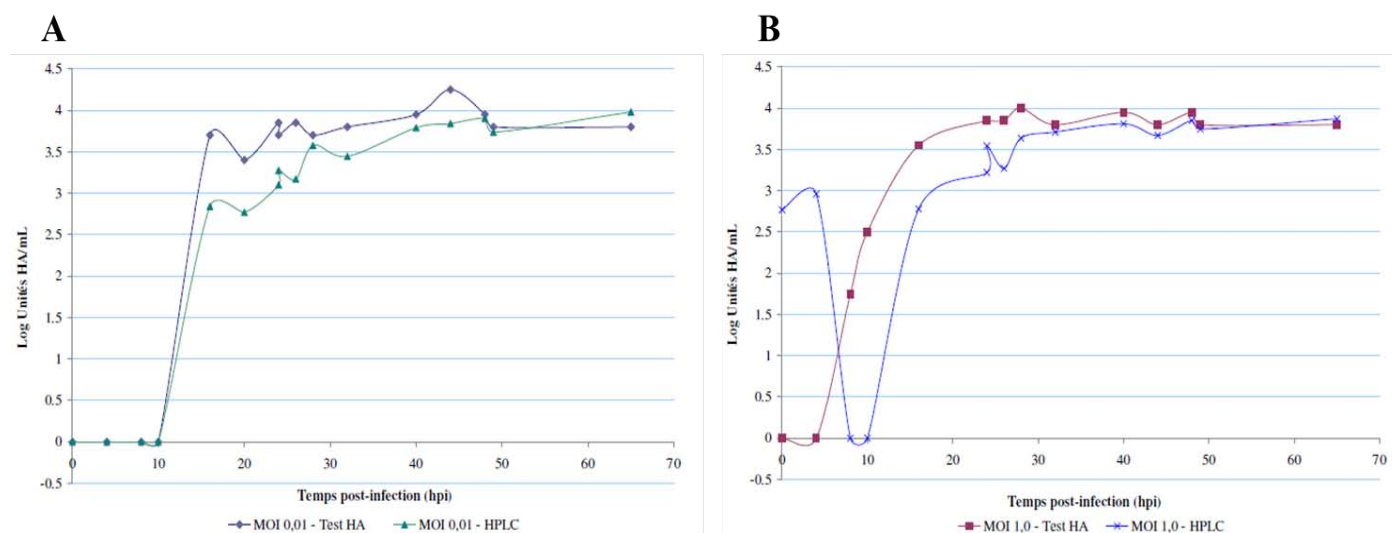 A
B
4.5
4
3.5
3
2.5
2
1.5
1
0.5
0
-0.5
Log Unités HA/mL
0 10 20 30 40 50 60 70
Temps post-infection (hpi)
MOI 0,01 - Test HA MOI 0,01 - HPLC
4.5
4
3.5
3
2.5
2
1.5
1
0.5
0
-0.5
Log Unités HA/mL
0 10 20 30 40 50 60 70
Temps post-infection (hpi)
MOI 1,0 - Test HA MOI 1,0 - HPLC